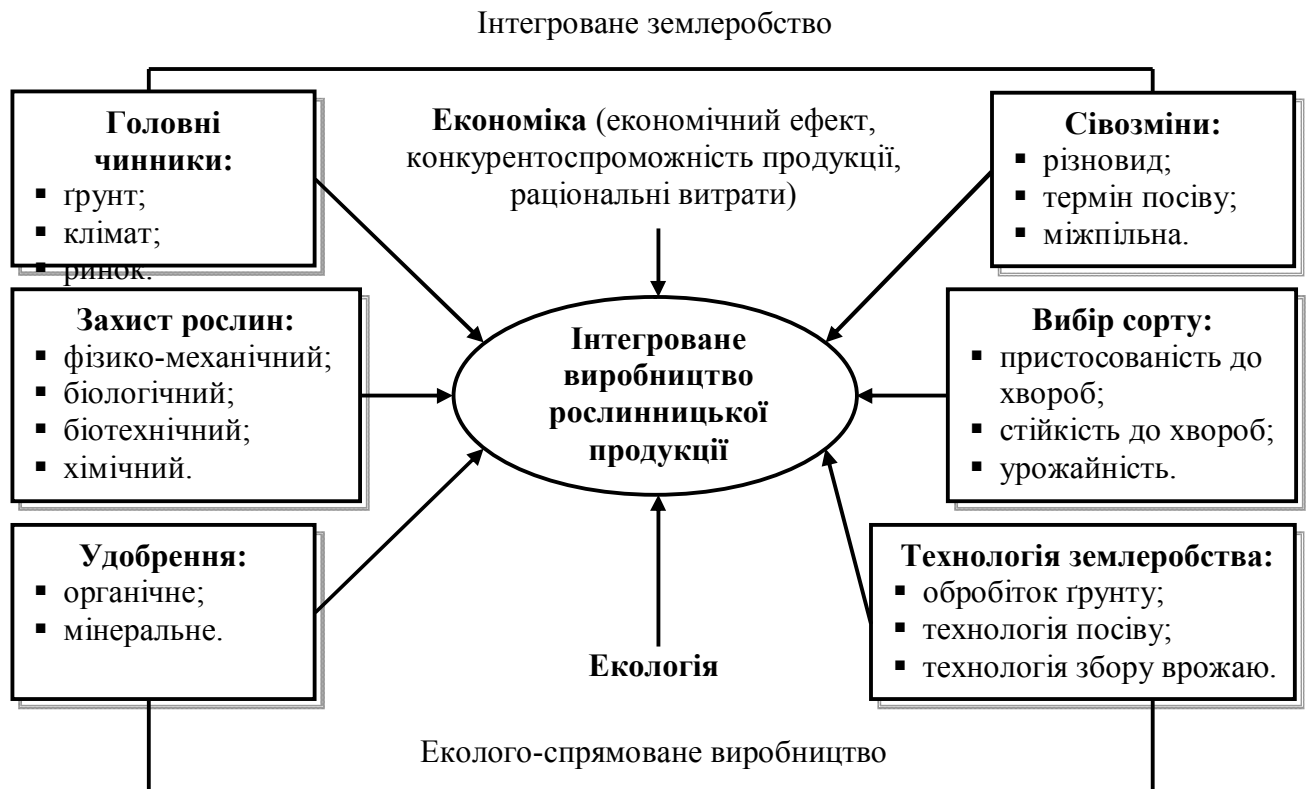 Інтегроване землеробство
Головні
чинники:
▪ ґрунт;
▪ клімат;
▪ ринок.
Економіка (економічний ефект,
конкурентоспроможність продукції,
раціональні витрати)
Сівозміни:
▪ різновид;
▪ термін посіву;
▪ міжпільна.
Захист рослин:
▪ фізико-механічний;
▪ біологічний;
▪ біотехнічний;
▪ хімічний.
Інтегроване
виробництво
рослинницької
продукції
Вибір сорту:
▪ пристосованість до
хвороб;
▪ стійкість до хвороб;
▪ урожайність.
Удобрення:
▪ органічне;
▪ мінеральне.
Екологія
Технологія землеробства:
▪ обробіток ґрунту;
▪ технологія посіву;
▪ технологія збору врожаю.
Еколого-спрямоване виробництво